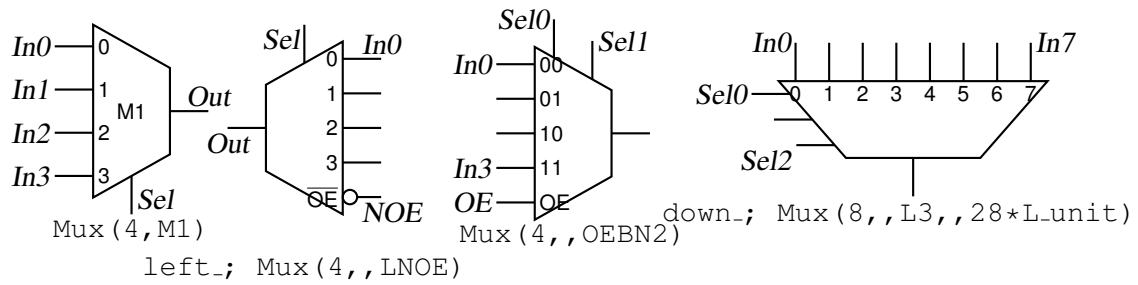 In0
In1
In2
In3
0
1
2
3
M1
Out
Sel
Mux(4,M1)
Sel
In0
0
1
2
3
OE
NOE
Out
left_; Mux(4,,LNOE)
Sel0
Sel1
In0
00
01
10
In3
11
OE
OE
Mux(4,,OEBN2)
In0
In7
Sel0
0 1 2 3 4 5 6 7
Sel2
down_; Mux(8,,L3,,28*L_unit)